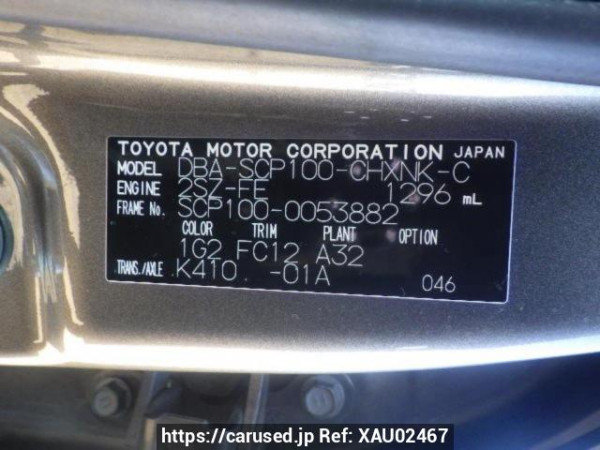 TOYOTA MOTOR CORPORATION JAPAN
MODEL DBA-SCP100-CHXNK-C
ENGINE 2SZ-FE 1296 mL
FRAME No. SCP100-0053882
COLOR TRIM PLANT OPTION
1G2 FC12 A32
TRANS./AXLE K410 -01A 046
https://carused.jp Ref: XAU02467